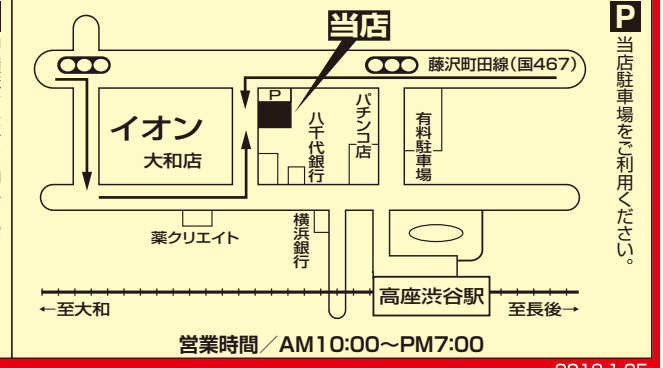 当店
P 当店駐車場をご利用ください。
藤沢町田線(国467)
P
イオン
大和店
八千代銀行
パチンコ店
有料駐車場
薬クリエイト
横浜銀行
高座渋谷駅
←至大和
至長後→
営業時間／AM10:00〜PM7:00